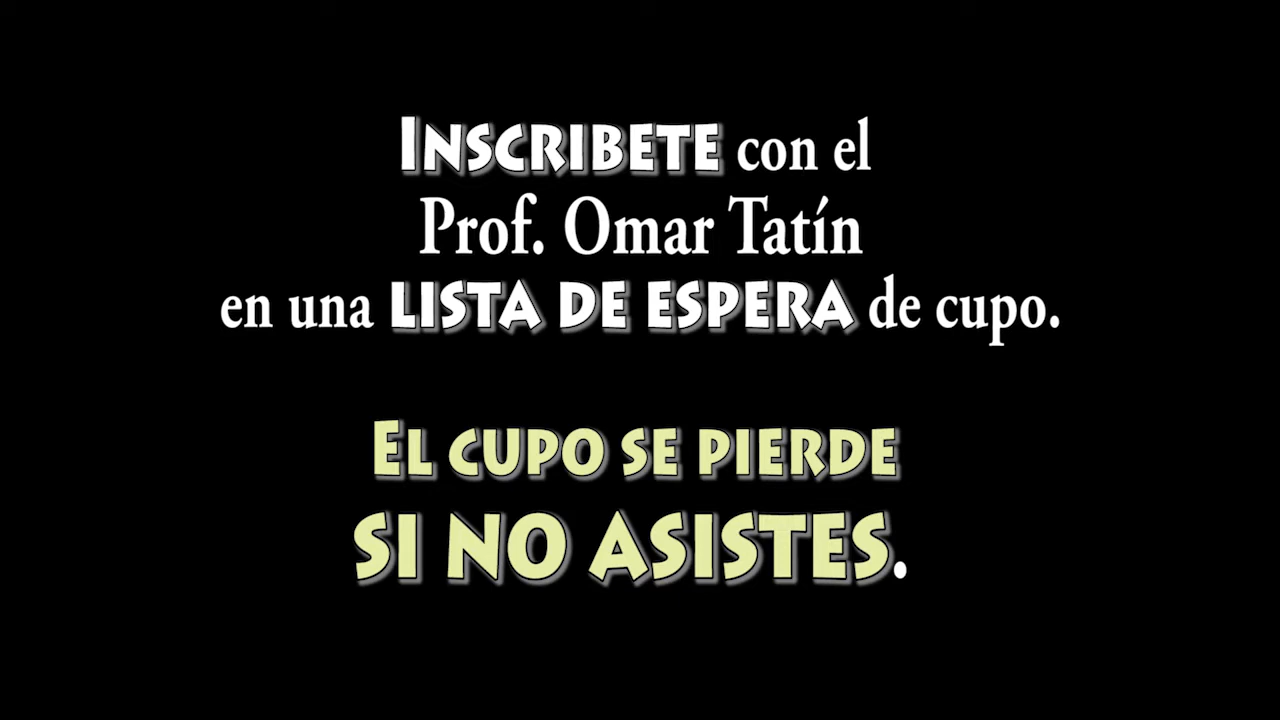 INSCRIBETE con el
Prof. Omar Tatín
en una LISTA DE ESPERA de cupo.
EL CUPO SE PIERDE
SI NO ASISTES.